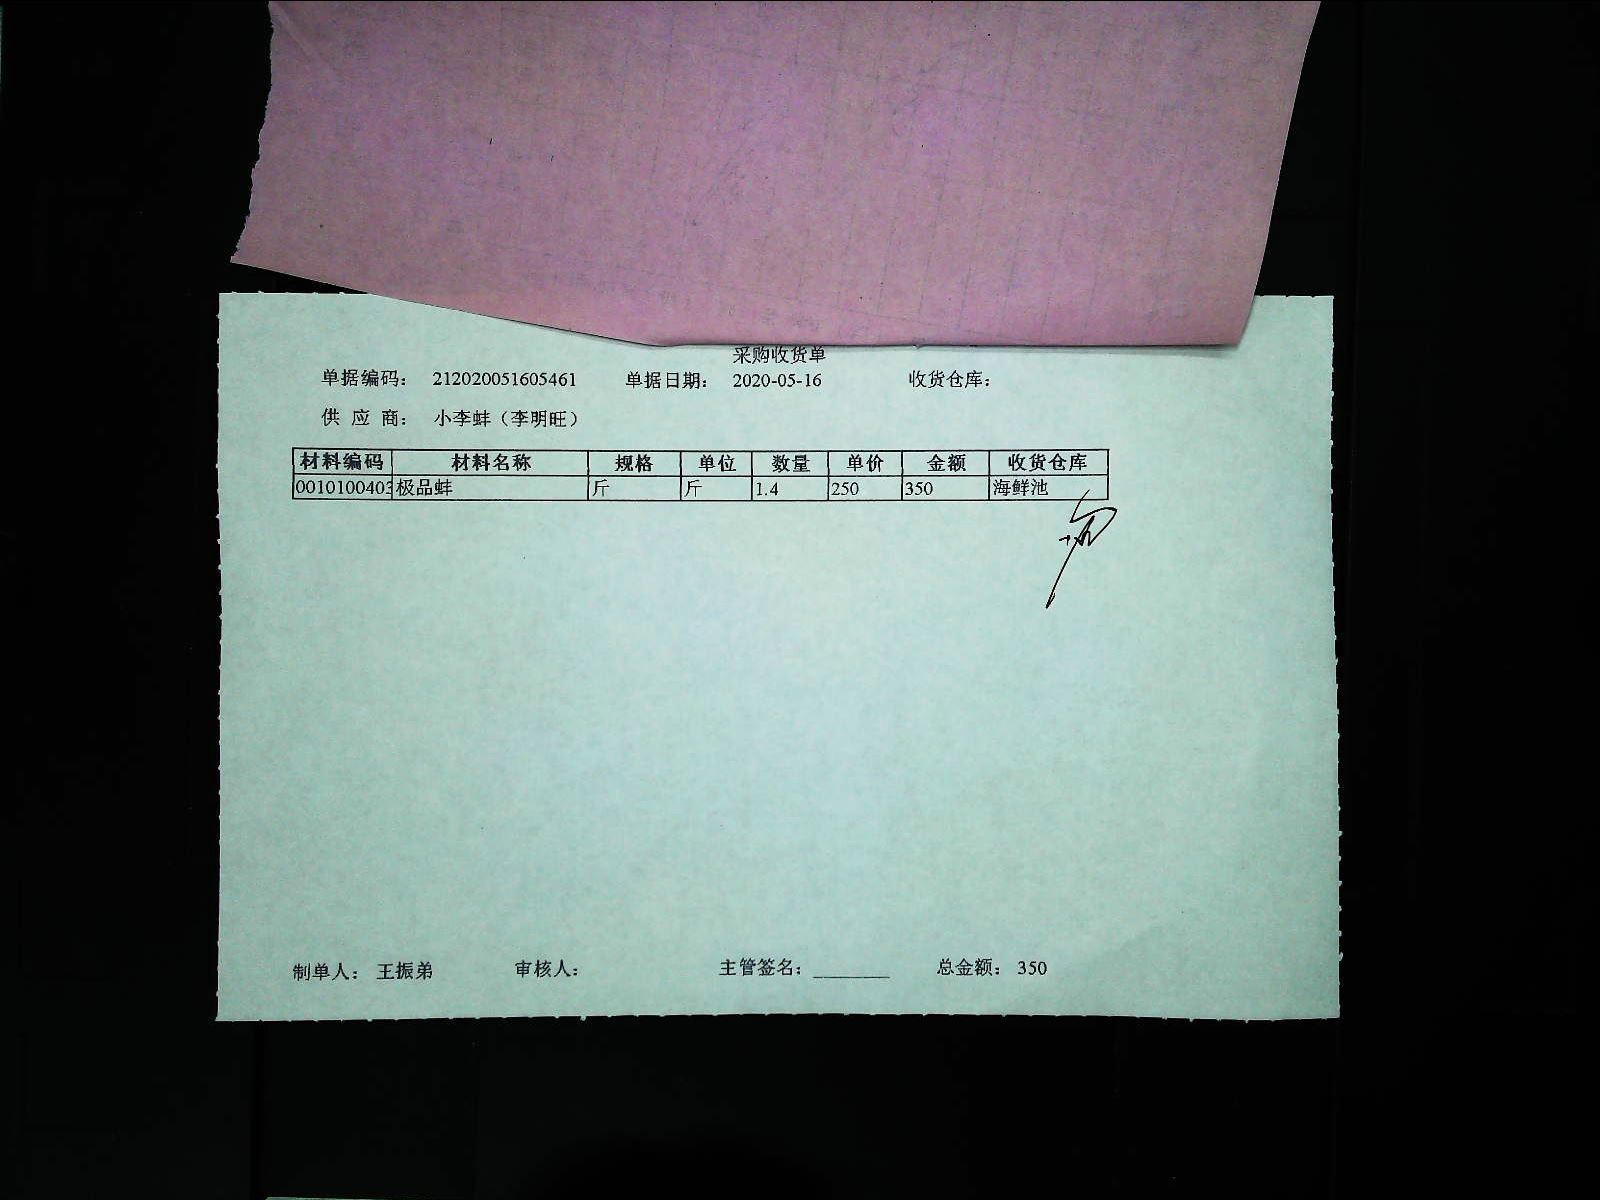 采购收货单
单据编码： 212020051605461 单据日期： 2020-05-16 收货仓库：
供 应 商： 小李蚌（李明旺）
材料编码 材料名称 规格 单位 数量 单价 金额 收货仓库
0010100403 极品蚌 斤 斤 1.4 250 350 海鲜池
制单人： 王振弟 审核人： 主管签名： 总金额： 350